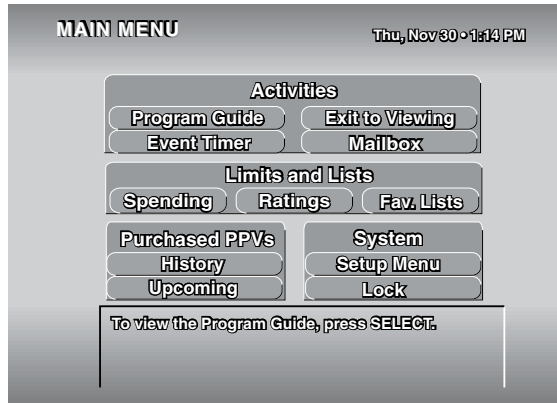 MAIN MENU
Thu, Nov 30 • 1:14 PM
Activities
Program Guide
Exit to Viewing
Event Timer
Mailbox
Limits and Lists
Spending
Ratings
Fav. Lists
Purchased PPVs
History
Upcoming
System
Setup Menu
Lock
To view the Program Guide, press SELECT.